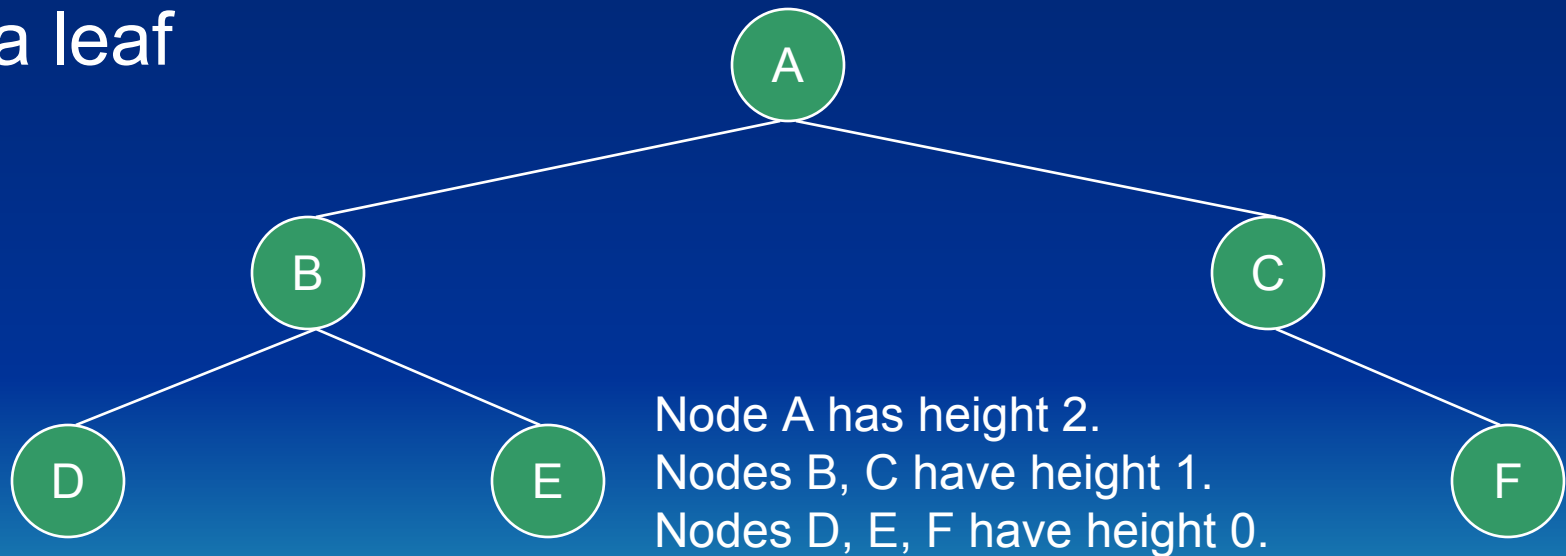 a leaf
A
B
C
D
E
F
Node A has height 2.
Nodes B, C have height 1.
Nodes D, E, F have height 0.